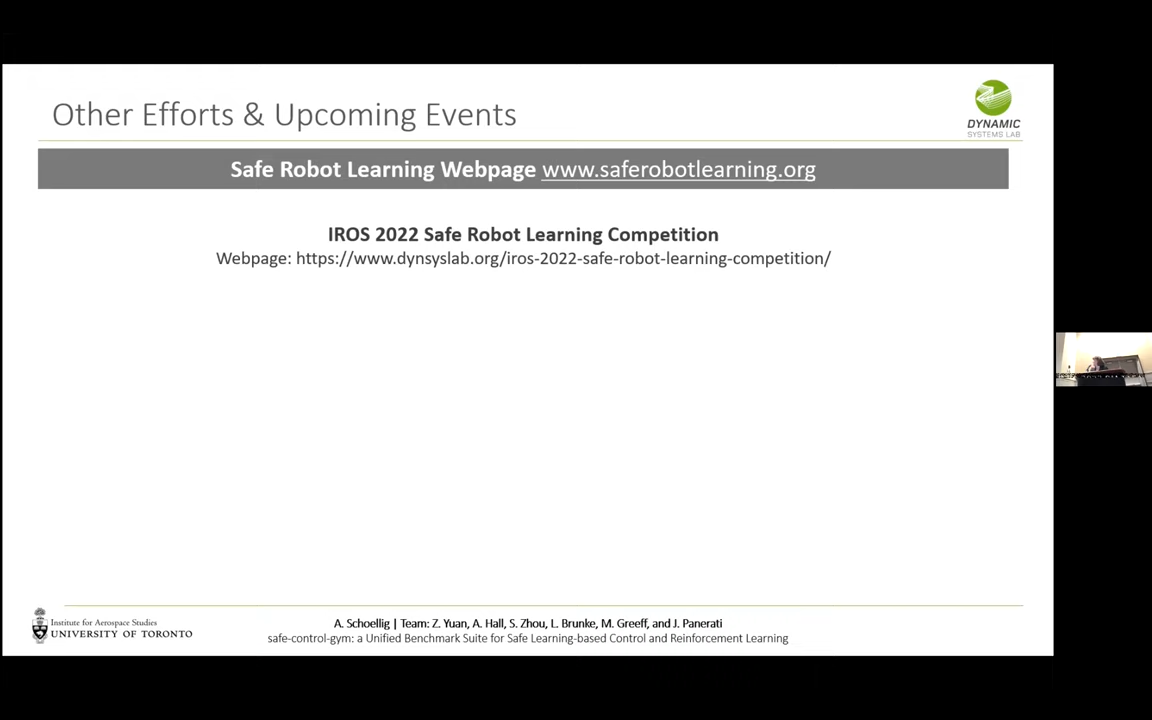 Other Efforts & Upcoming Events
DYNAMIC
SYSTEMS LAB
Safe Robot Learning Webpage www.saferobotlearning.org
IROS 2022 Safe Robot Learning Competition
Webpage: https://www.dynsyslab.org/iros-2022-safe-robot-learning-competition/
Institute for Aerospace Studies
UNIVERSITY OF TORONTO
A. Schoellig | Team: Z. Yuan, A. Hall, S. Zhou, L. Brunke, M. Greeff, and J. Panerati
safe-control-gym: a Unified Benchmark Suite for Safe Learning-based Control and Reinforcement Learning